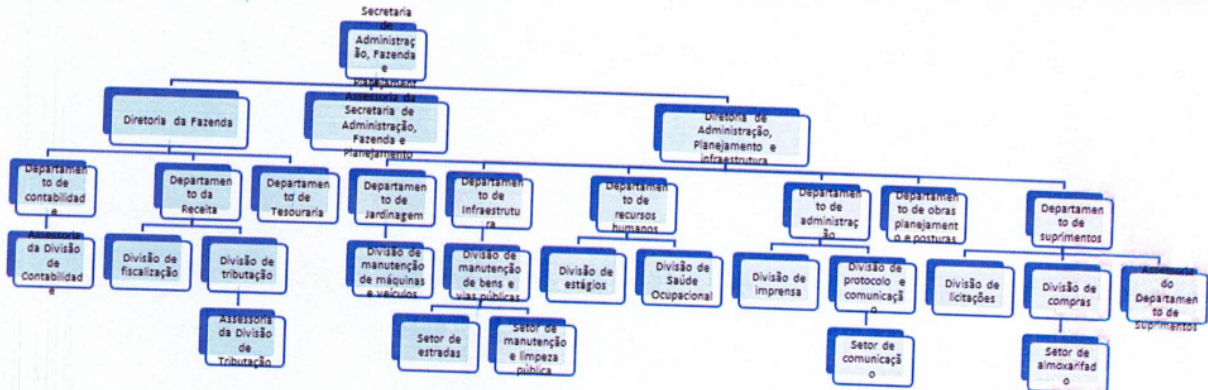 Secretaria
de
Administraç
ão, Fazenda
e
Planejament
Diretoria da Fazenda
Assessoria da
Secretaria de
Administração,
Fazenda e
Planejamento
Diretoria de
Administração,
Planejamento e
infraestrutura
Departame
nto de
contabilidad
e
Departamen
to da
Receita
Departamen
to de
Tesouraria
Departamen
to de
Jardinagem
Departamen
to de
Infraestrutu
ra
Departamen
to de
recursos
humanos
Departamen
to de
administraç
ão
Departamen
to de obras
planejament
o e posturas
Departame
nto de
suprimentos
Assessoria
da Divisão
de
Contabilidad
e
Divisão de
fiscalização
Divisão de
tributação
Divisão de
manutenção
de máquinas
e veículos
Divisão de
manutenção
de bens e
vias públicas
Divisão de
estágios
Divisão de
Saúde
Ocupacional
Divisão de
imprensa
Divisão de
protocolo e
comunicaçã
o
Divisão de
licitações
Divisão de
compras
Assessoria
do
Departamen
to de
suprimentos
Assessoria
da Divisão
de
Tributação
Setor de
estradas
Setor de
manutenção
e limpeza
pública
Setor de
comunicaçã
o
Setor de
almoxarifad
o